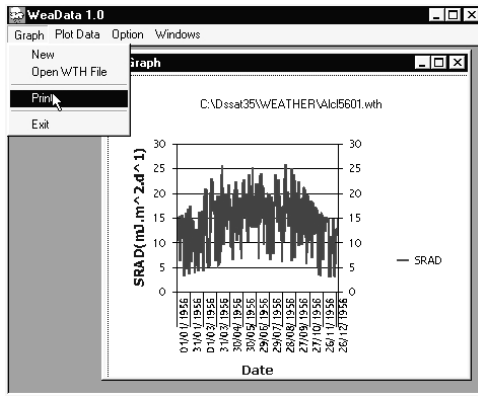 WeaData 1.0
Graph Plot Data Option Windows
New
Open WTH File
Print
Exit
Graph
C:\Dssat35\WEATHER\Alcl5601.wth
30 30
25 25
20 20
15 15
10 10
5 5
0 0
SRAD(mJ.m^2.d^1)
SRAD
01/01/1956
31/01/1956
01/03/1956
31/03/1956
30/04/1956
30/05/1956
29/06/1956
29/07/1956
28/08/1956
27/09/1956
27/10/1956
26/11/1956
26/12/1956
Date